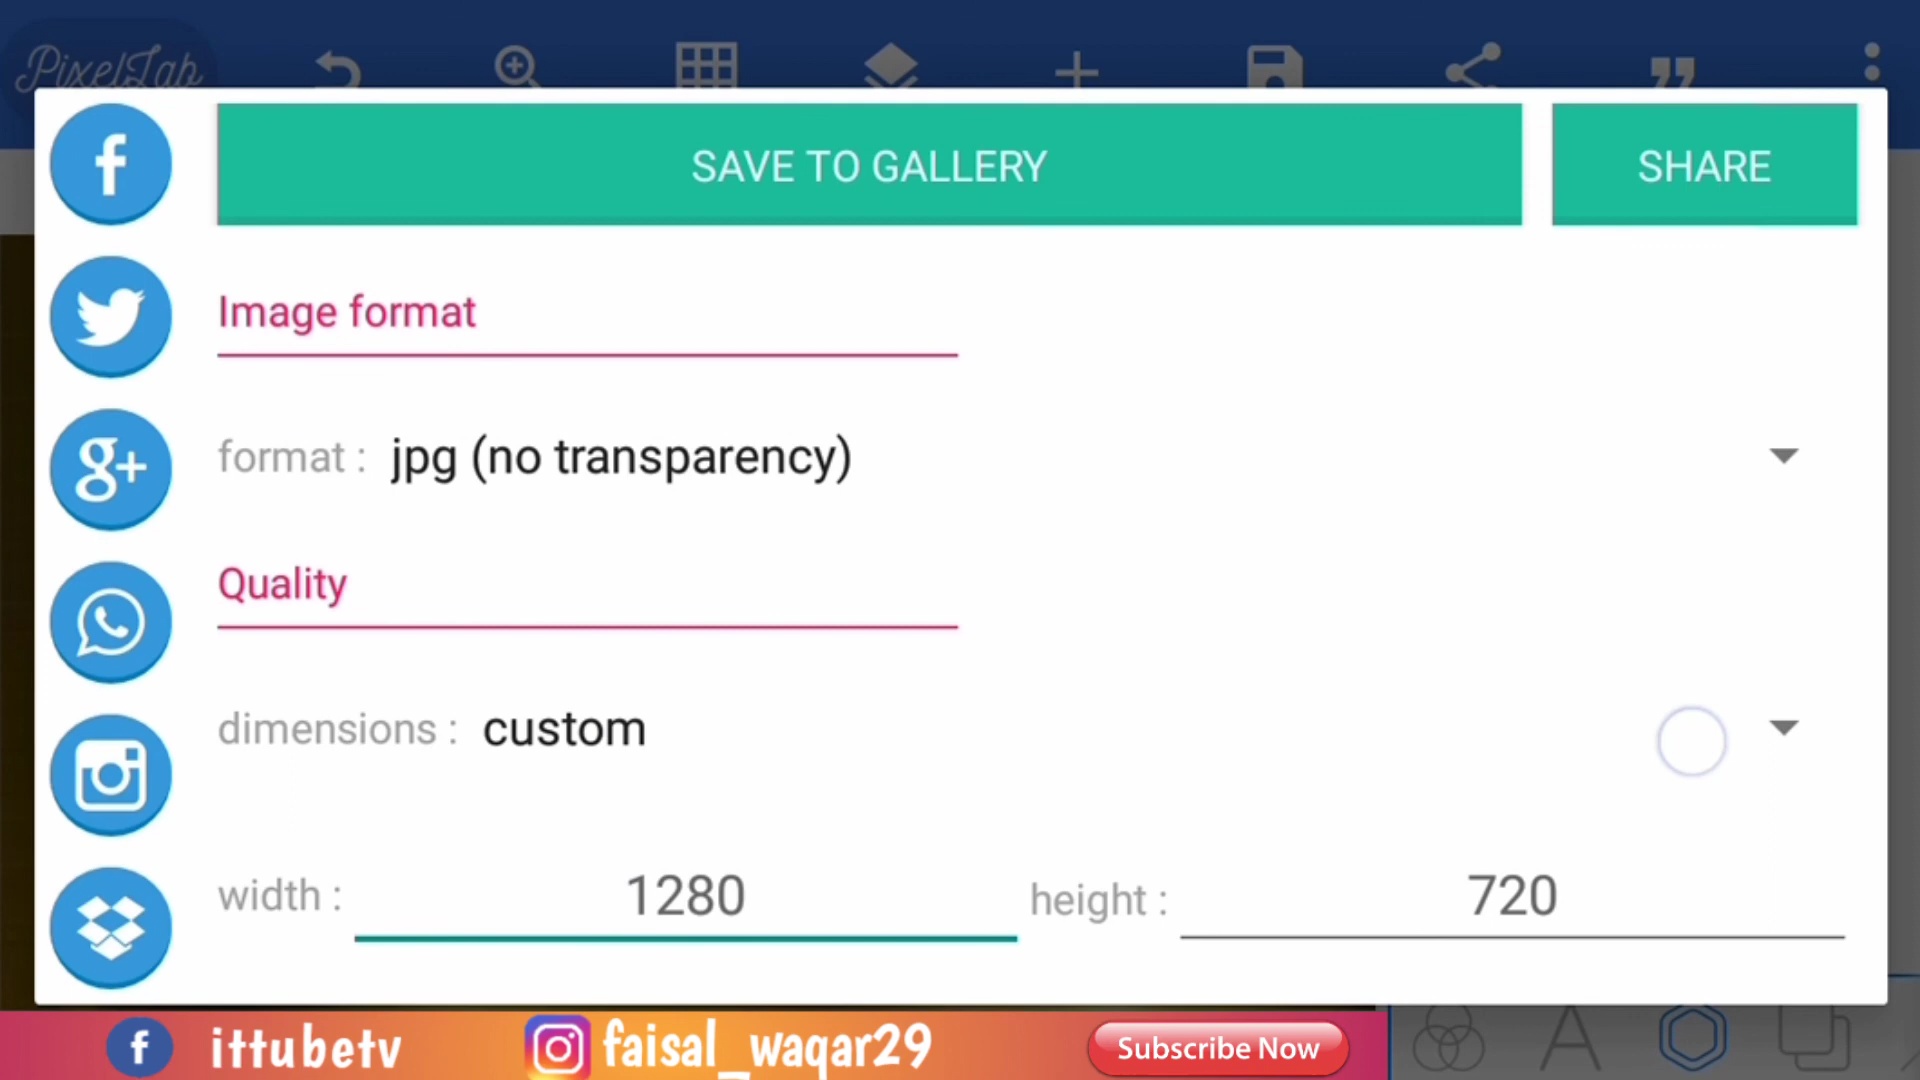 PixelLab
SAVE TO GALLERY
SHARE
Image format
format : jpg (no transparency)
Quality
dimensions : custom
width : 1280 height : 720
ittubetv faisal_waqar29 Subscribe Now